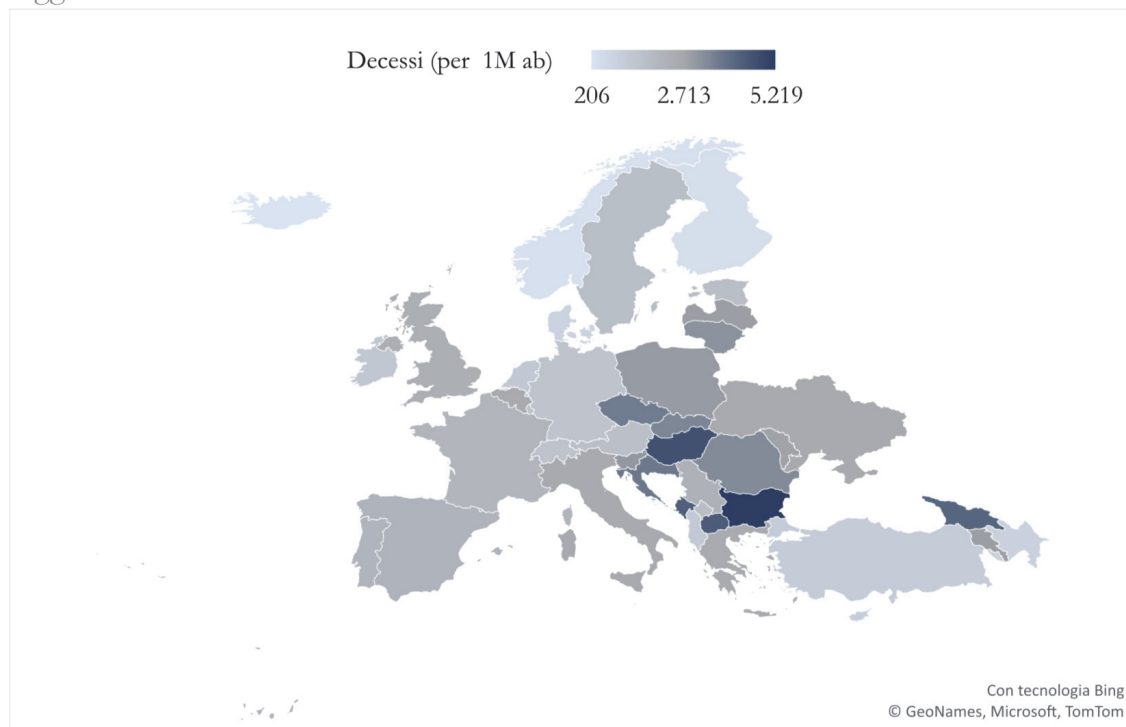 Decessi (per 1M ab)
206 2.713 5.219
Con tecnologia Bing
© GeoNames, Microsoft, TomTom